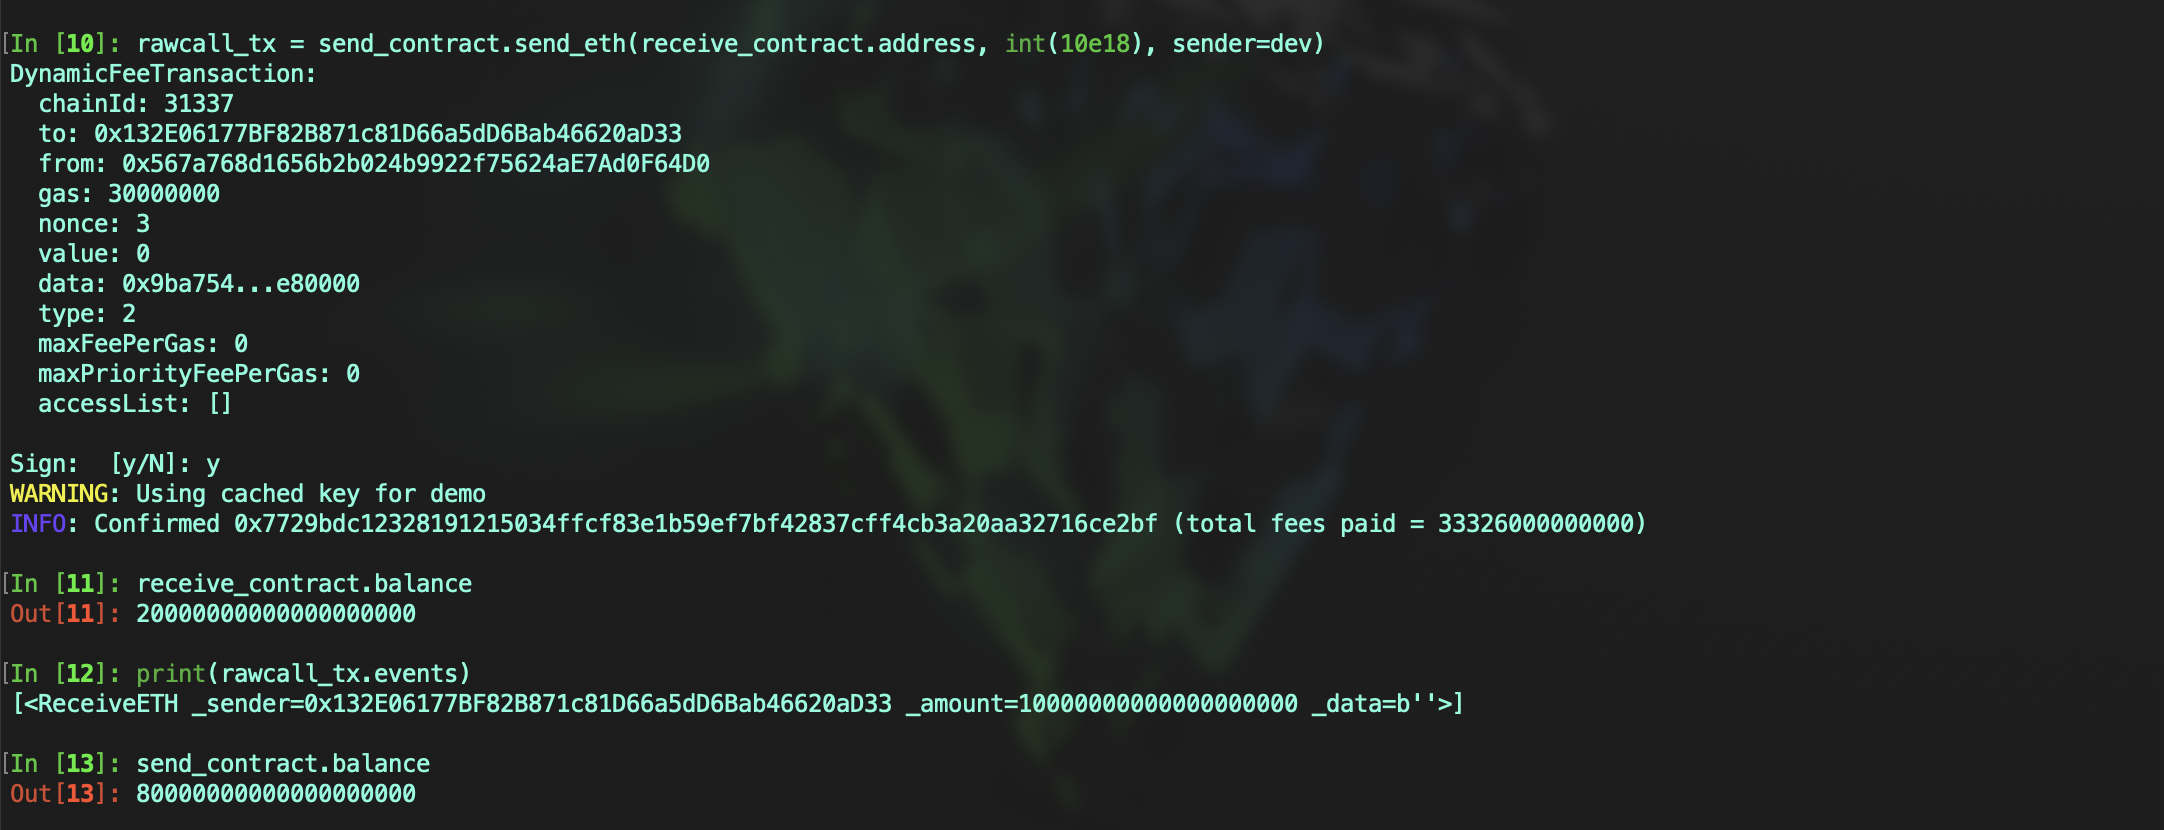 [In [10]: rawcall_tx = send_contract.send_eth(receive_contract.address, int(10e18), sender=dev)
DynamicFeeTransaction:
  chainId: 31337
  to: 0x132E06177BF82B871c81D66a5dD6Bab46620aD33
  from: 0x567a768d1656b2b024b9922f75624aE7Ad0F64D0
  gas: 30000000
  nonce: 3
  value: 0
  data: 0x9ba754...e80000
  type: 2
  maxFeePerGas: 0
  maxPriorityFeePerGas: 0
  accessList: []
Sign:  [y/N]: y
WARNING: Using cached key for demo
INFO: Confirmed 0x7729bdc12328191215034ffcf83e1b59ef7bf42837cff4cb3a20aa32716ce2bf (total fees paid = 33326000000000)
[In [11]: receive_contract.balance
Out[11]: 20000000000000000000
[In [12]: print(rawcall_tx.events)
[<ReceiveETH _sender=0x132E06177BF82B871c81D66a5dD6Bab46620aD33 _amount=10000000000000000000 _data=b''>]
[In [13]: send_contract.balance
Out[13]: 80000000000000000000